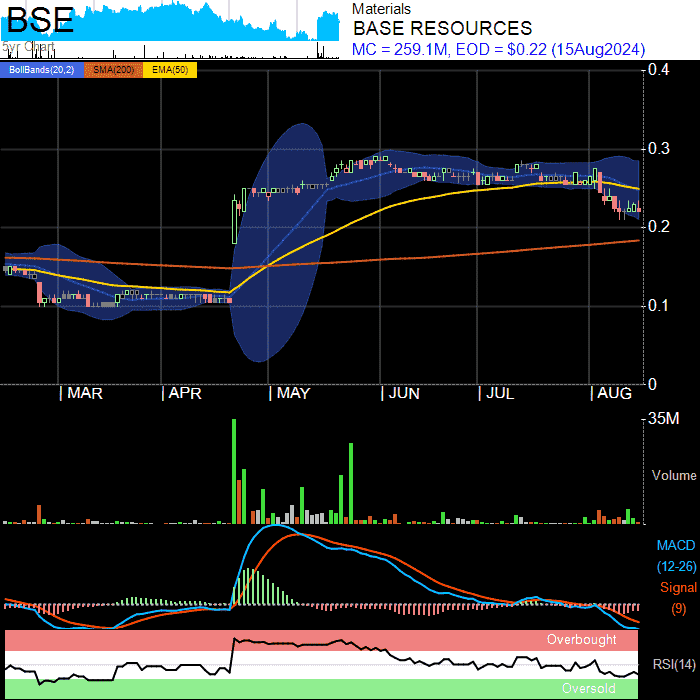 BSE
5yr Chart
Materials
BASE RESOURCES
MC = 259.1M, EOD = $0.22 (15Aug2024)
BollBands(20,2) SMA(200) EMA(50)
0.4
0.3
0.2
0.1
0
MAR APR MAY JUN JUL AUG
35M
Volume
MACD
(12-26)
Signal
(9)
Overbought
RSI(14)
Oversold